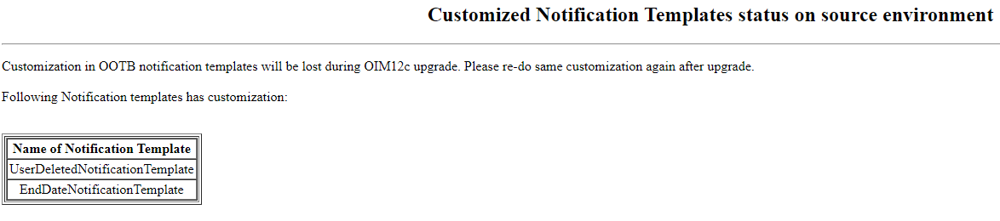 Customized Notification Templates status on source environment
Customization in OOTB notification templates will be lost during OIM12c upgrade. Please re-do same customization again after upgrade.
Following Notification templates has customization:
Name of Notification Template
UserDeletedNotificationTemplate
EndDateNotificationTemplate